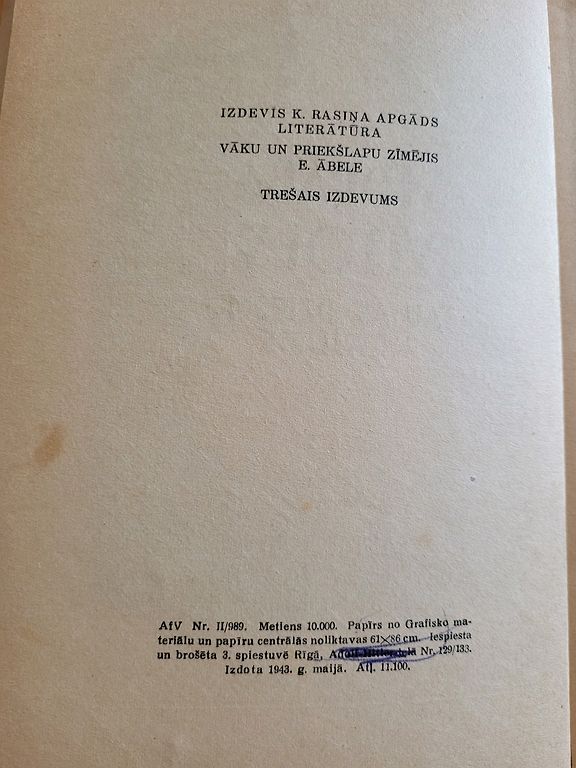 IZDEVIS K. RASIŅA APGĀDS
LITERĀTŪRA
VĀKU UN PRIEKŠLAPU ZĪMĒJIS
E. ĀBELE
TREŠAIS IZDEVUMS
AfV Nr. II/989. Metiens 10.000. Papīrs no Grafisko ma-
teriālu un papīru centrālās noliktavas 61×86 cm. Iespiesta
un brošēta 3. spiestuvē Rīgā, Nr. 129/133.
Izdota 1943. g. maijā. Atļ. 11.100.